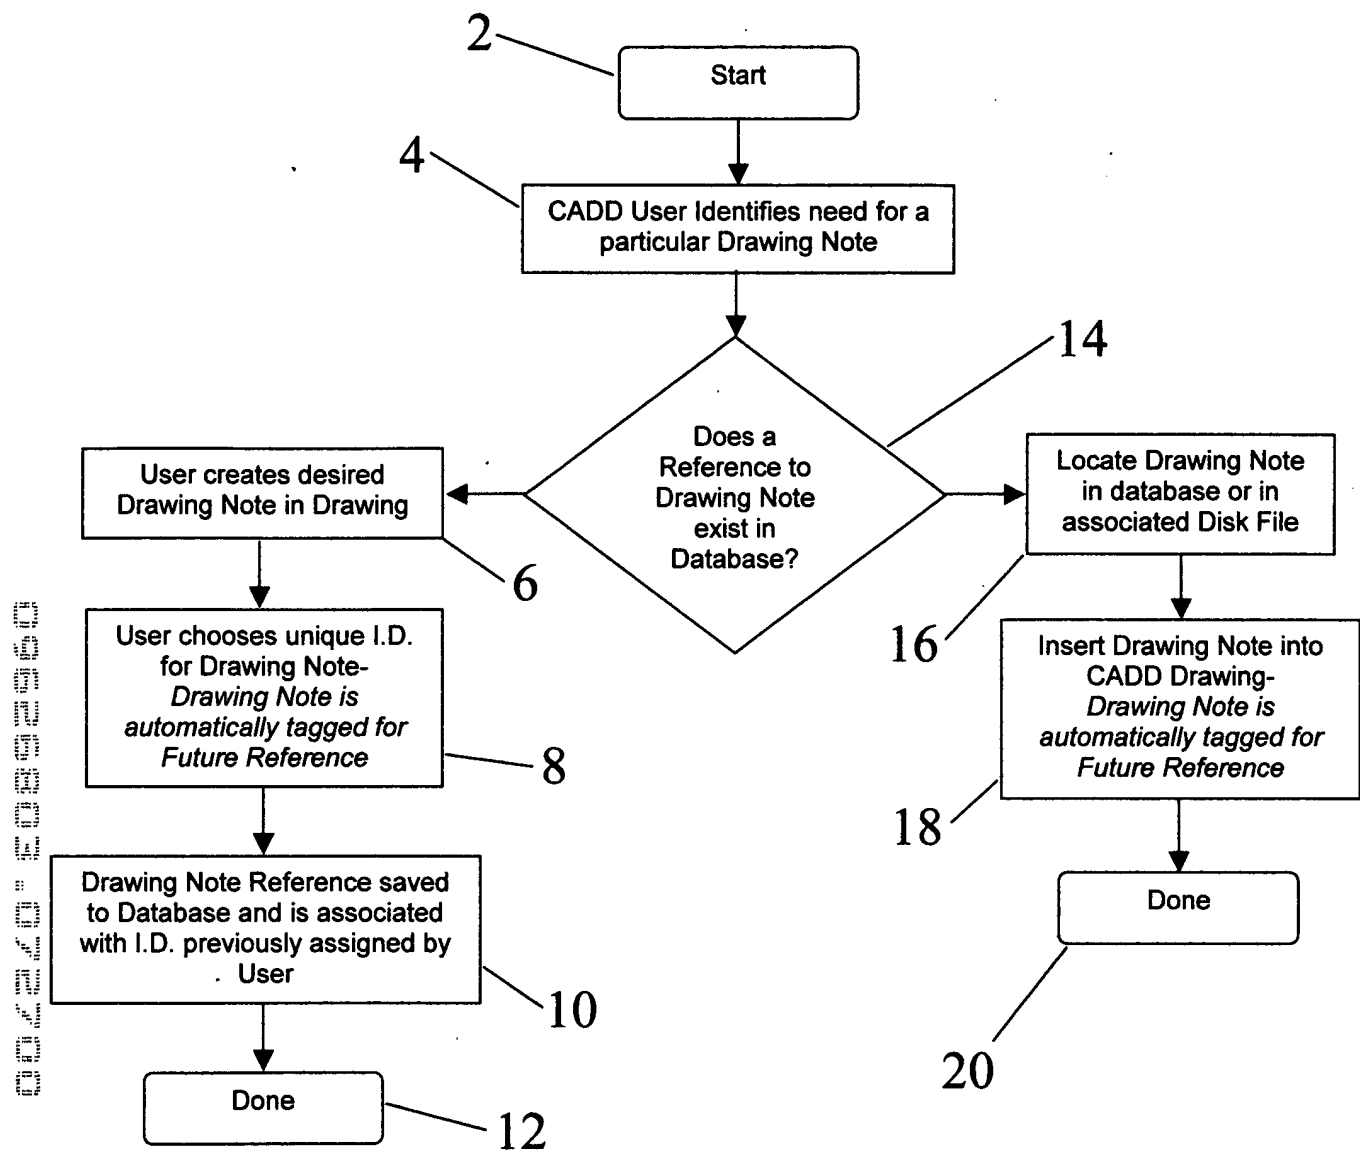 2
Start
4
CADD User Identifies need for a
particular Drawing Note
14
Does a
Reference to
Drawing Note
exist in
Database?
User creates desired
Drawing Note in Drawing
6
User chooses unique I.D.
for Drawing Note-
Drawing Note is
automatically tagged for
Future Reference
8
Drawing Note Reference saved
to Database and is associated
with I.D. previously assigned by
User
10
Done
12
Locate Drawing Note
in database or in
associated Disk File
16
Insert Drawing Note into
CADD Drawing-
Drawing Note is
automatically tagged for
Future Reference
18
Done
20